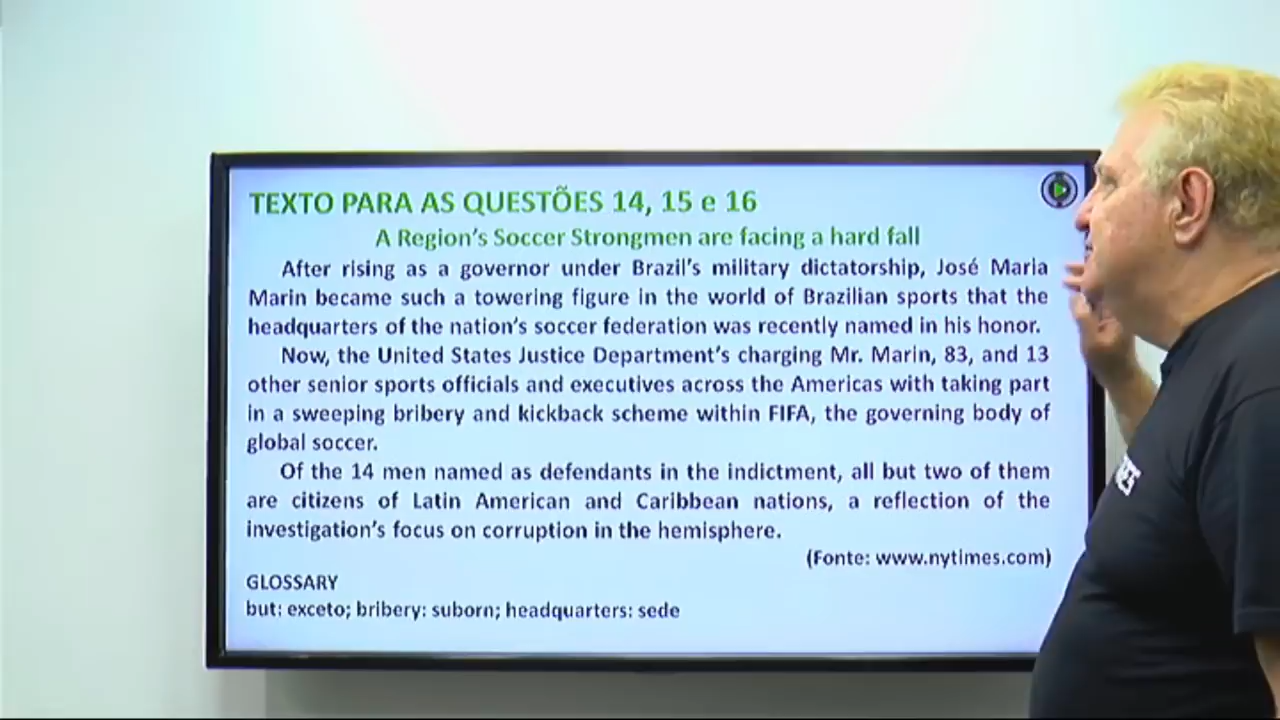 TEXTO PARA AS QUESTÕES 14, 15 e 16
A Region's Soccer Strongmen are facing a hard fall
After rising as a governor under Brazil's military dictatorship, José Maria
Marin became such a towering figure in the world of Brazilian sports that the
headquarters of the nation's soccer federation was recently named in his honor.
Now, the United States Justice Department's charging Mr. Marin, 83, and 13
other senior sports officials and executives across the Americas with taking part
in a sweeping bribery and kickback scheme within FIFA, the governing body of
global soccer.
Of the 14 men named as defendants in the indictment, all but two of them
are citizens of Latin American and Caribbean nations, a reflection of the
investigation's focus on corruption in the hemisphere.
(Fonte: www.nytimes.com)
GLOSSARY
but: exceto; bribery: suborn; headquarters: sede